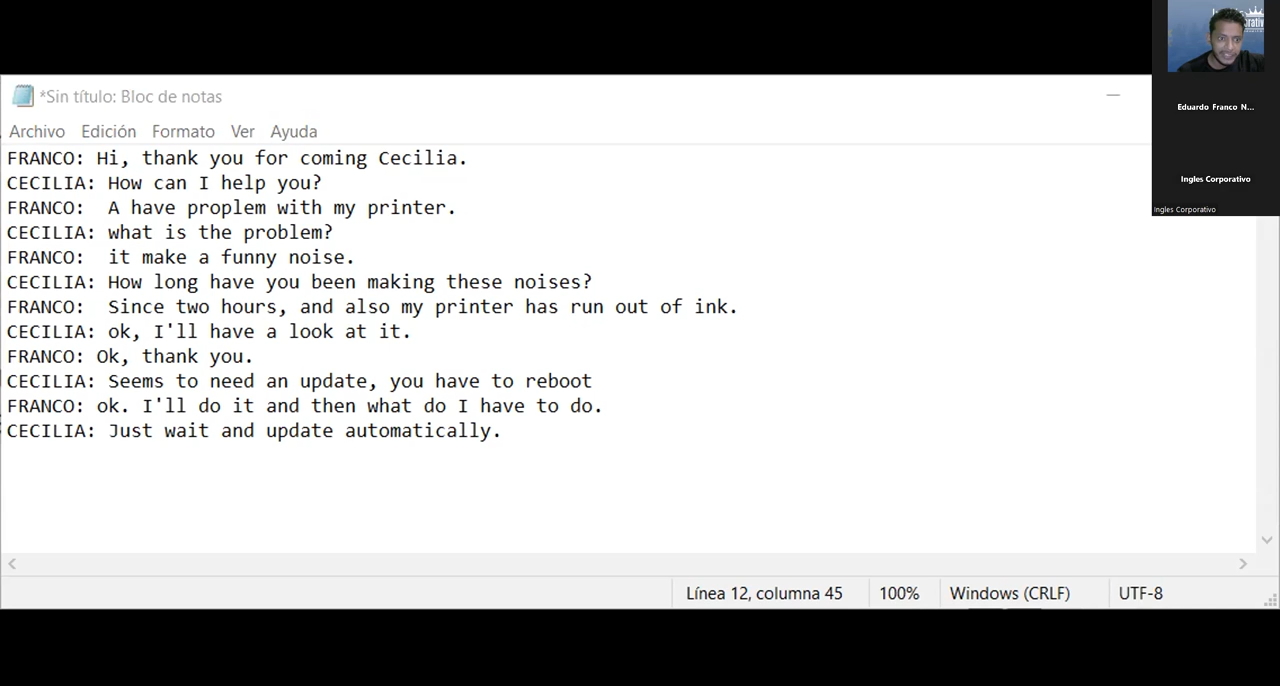 *Sin título: Bloc de notas
Archivo Edición Formato Ver Ayuda
FRANCO: Hi, thank you for coming Cecilia.
CECILIA: How can I help you?
FRANCO:  A have proplem with my printer.
CECILIA: what is the problem?
FRANCO:  it make a funny noise.
CECILIA: How long have you been making these noises?
FRANCO:  Since two hours, and also my printer has run out of ink.
CECILIA: ok, I'll have a look at it.
FRANCO: Ok, thank you.
CECILIA: Seems to need an update, you have to reboot
FRANCO: ok. I'll do it and then what do I have to do.
CECILIA: Just wait and update automatically.
Línea 12, columna 45 100% Windows (CRLF) UTF-8
Eduardo Franco N...
Ingles Corporativo
Ingles Corporativo